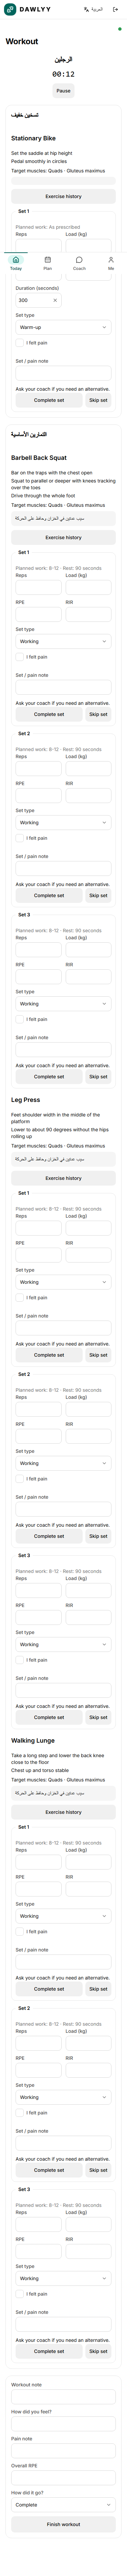 DAWLYY
العربية
Workout
الرجلين
00:12
Pause
تسخين خفيف
Stationary Bike
Set the saddle at hip height
Pedal smoothly in circles
Target muscles: Quads · Gluteus maximus
Exercise history
Set 1
Planned work: As prescribed
Reps Load (kg)
Today Plan Coach Me
Duration (seconds)
300
Set type
Warm-up
I felt pain
Set / pain note
Ask your coach if you need an alternative.
Complete set Skip set
التمارين الأساسية
Barbell Back Squat
Bar on the traps with the chest open
Squat to parallel or deeper with knees tracking
over the toes
Drive through the whole foot
Target muscles: Quads · Gluteus maximus
Exercise history
Set 1
Planned work: 8-12 · Rest: 90 seconds
Reps Load (kg)
RPE RIR
Set type
Working
I felt pain
Set / pain note
Ask your coach if you need an alternative.
Complete set Skip set
Set 2
Planned work: 8-12 · Rest: 90 seconds
Reps Load (kg)
RPE RIR
Set type
Working
I felt pain
Set / pain note
Ask your coach if you need an alternative.
Complete set Skip set
Set 3
Planned work: 8-12 · Rest: 90 seconds
Reps Load (kg)
RPE RIR
Set type
Working
I felt pain
Set / pain note
Ask your coach if you need an alternative.
Complete set Skip set
Leg Press
Feet shoulder width in the middle of the
platform
Lower to about 90 degrees without the hips
rolling up
Target muscles: Quads · Gluteus maximus
Exercise history
Set 1
Planned work: 8-12 · Rest: 90 seconds
Reps Load (kg)
RPE RIR
Set type
Working
I felt pain
Set / pain note
Ask your coach if you need an alternative.
Complete set Skip set
Set 2
Planned work: 8-12 · Rest: 90 seconds
Reps Load (kg)
RPE RIR
Set type
Working
I felt pain
Set / pain note
Ask your coach if you need an alternative.
Complete set Skip set
Set 3
Planned work: 8-12 · Rest: 90 seconds
Reps Load (kg)
RPE RIR
Set type
Working
I felt pain
Set / pain note
Ask your coach if you need an alternative.
Complete set Skip set
Walking Lunge
Take a long step and lower the back knee
close to the floor
Chest up and torso stable
Target muscles: Quads · Gluteus maximus
Exercise history
Set 1
Planned work: 8-12 · Rest: 90 seconds
Reps Load (kg)
RPE RIR
Set type
Working
I felt pain
Set / pain note
Ask your coach if you need an alternative.
Complete set Skip set
Set 2
Planned work: 8-12 · Rest: 90 seconds
Reps Load (kg)
RPE RIR
Set type
Working
I felt pain
Set / pain note
Ask your coach if you need an alternative.
Complete set Skip set
Set 3
Planned work: 8-12 · Rest: 90 seconds
Reps Load (kg)
RPE RIR
Set type
Working
I felt pain
Set / pain note
Ask your coach if you need an alternative.
Complete set Skip set
Workout note
How did you feel?
Pain note
Overall RPE
How did it go?
Complete
Finish workout